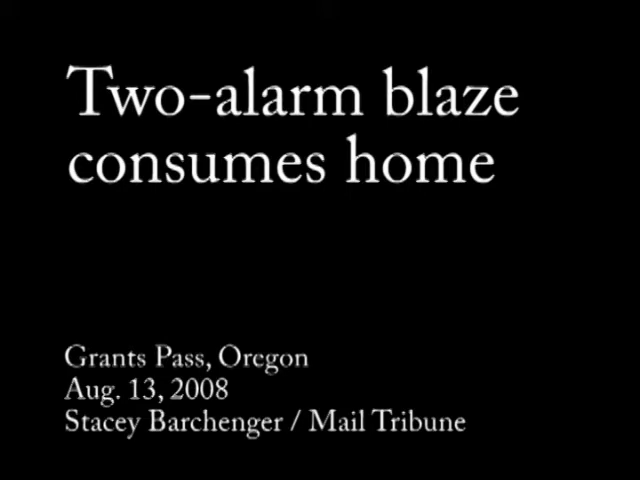 Two-alarm blaze
consumes home
Grants Pass, Oregon
Aug. 13, 2008
Stacey Barchenger / Mail Tribune